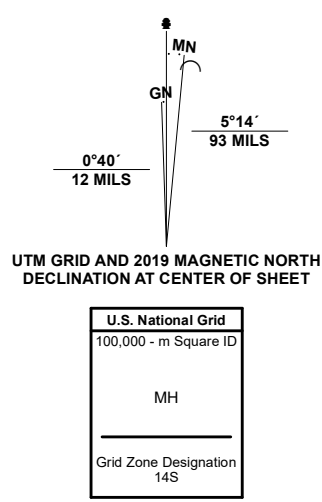 MN
GN
5°14´
93 MILS
0°40´
12 MILS
UTM GRID AND 2019 MAGNETIC NORTH
DECLINATION AT CENTER OF SHEET
U.S. National Grid
100,000 - m Square ID
MH
Grid Zone Designation
14S